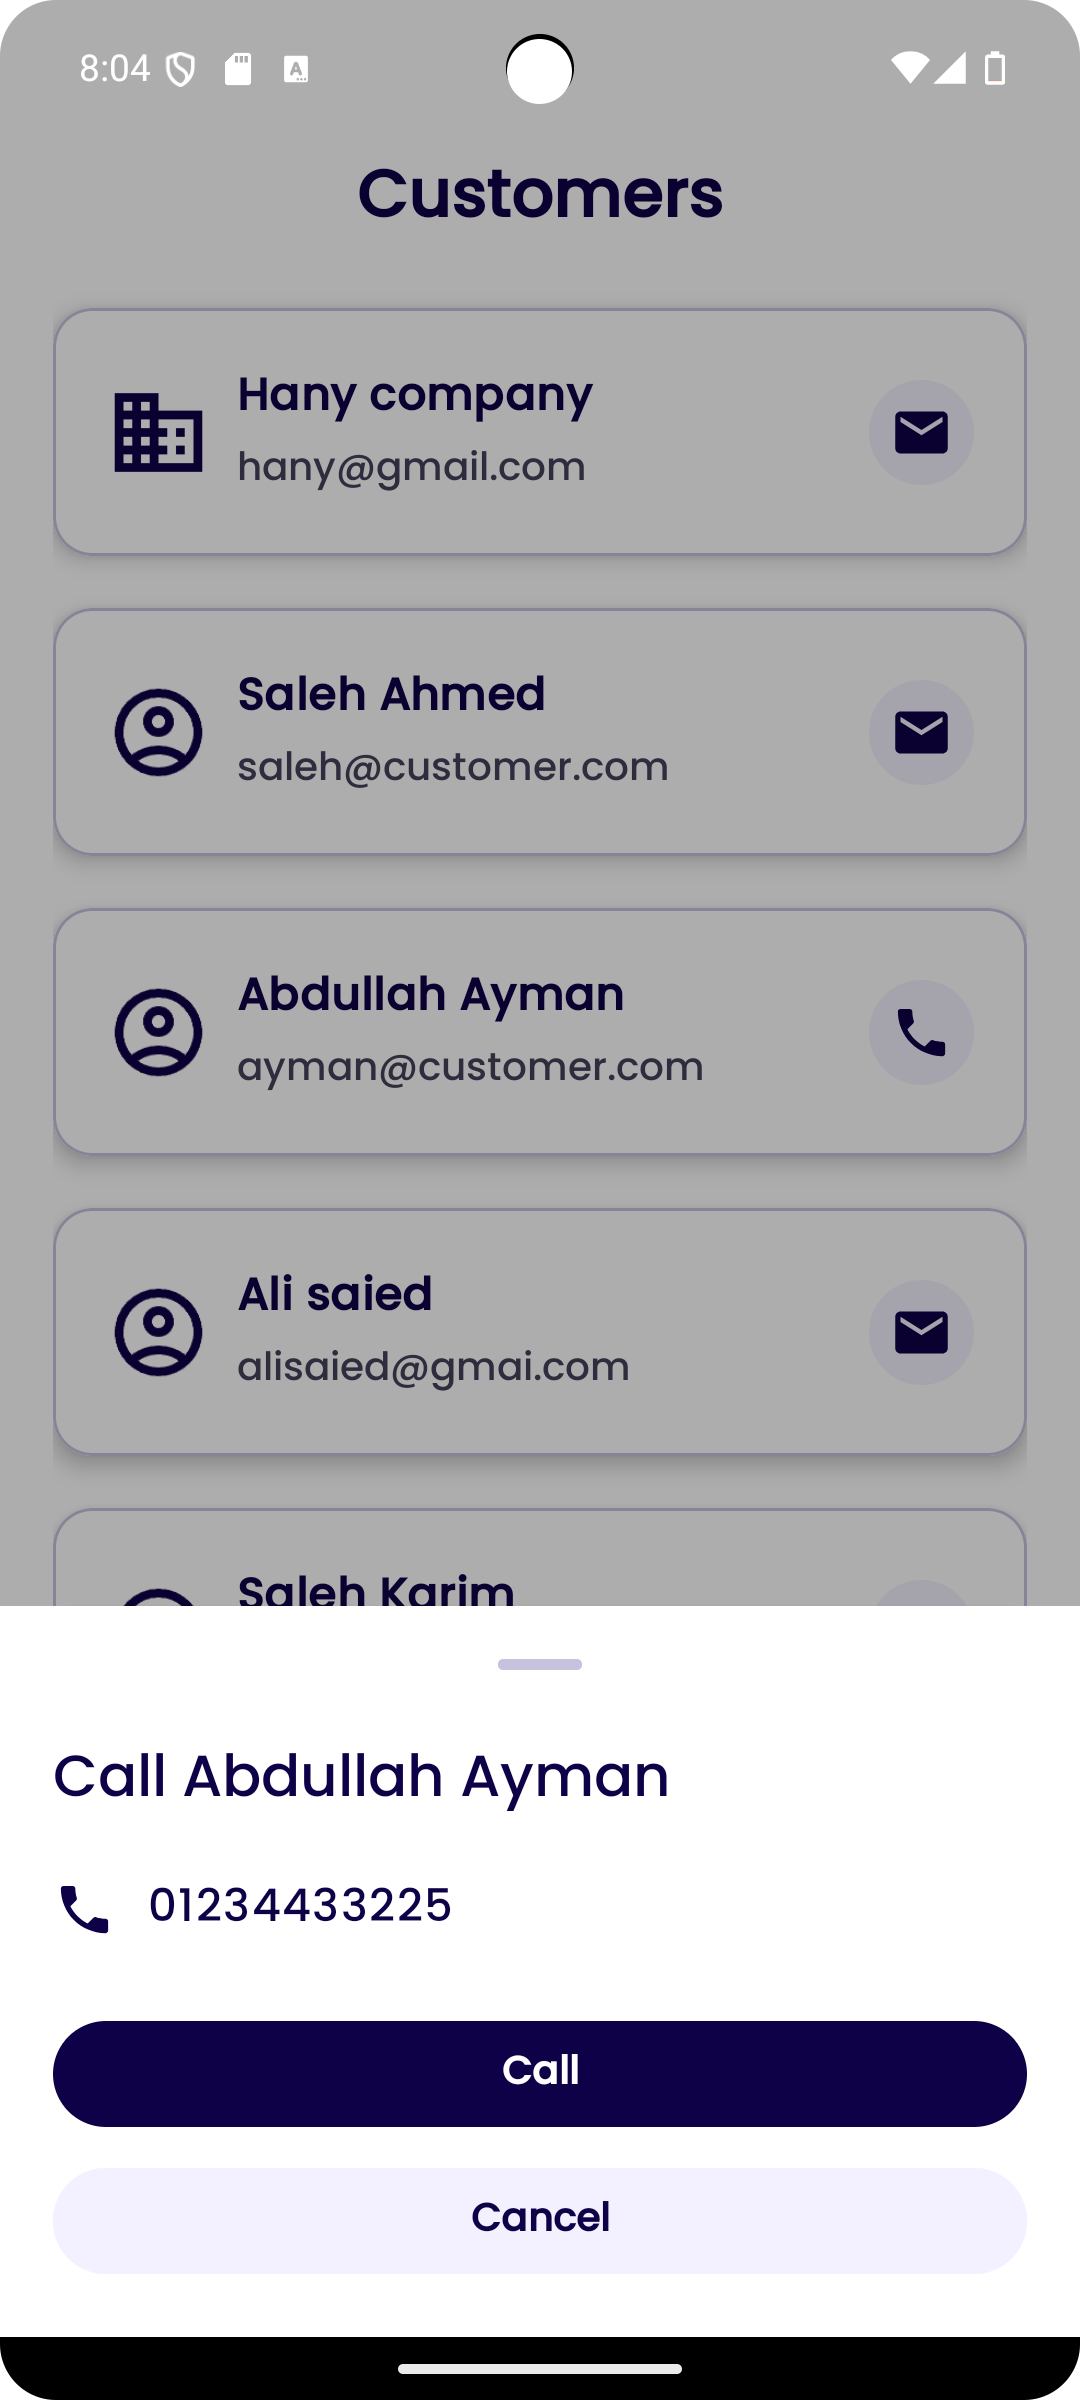 8:04
Customers
Hany company
hany@gmail.com
Saleh Ahmed
saleh@customer.com
Abdullah Ayman
ayman@customer.com
Ali saied
alisaied@gmai.com
Saleh Karim
Call Abdullah Ayman
01234433225
Call
Cancel